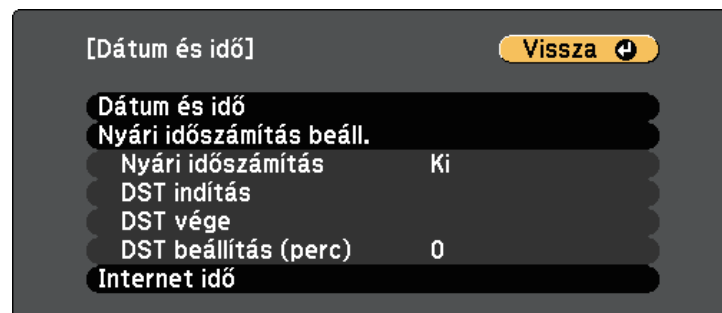 [Dátum és idő]
Vissza
Dátum és idő
Nyári időszámítás beáll.
Nyári időszámítás Ki
DST indítás
DST vége
DST beállítás (perc) 0
Internet idő